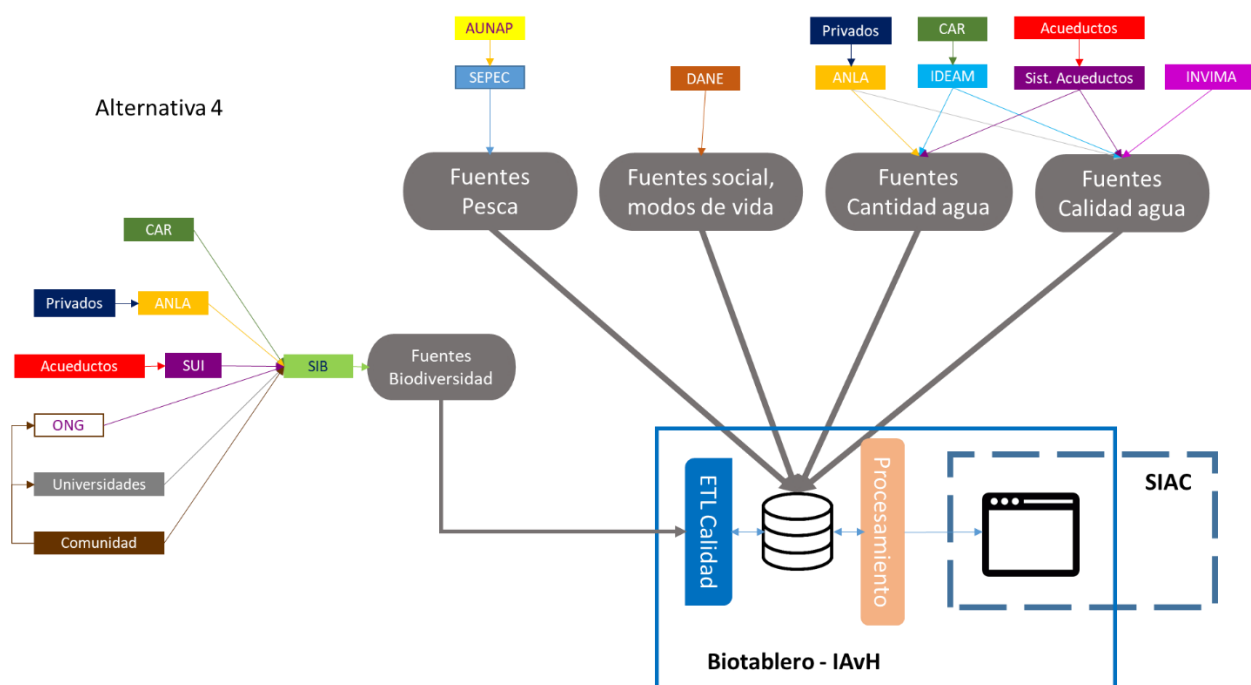 Alternativa 4
AUNAP
SEPEC
DANE
Privados
CAR
Acueductos
ANLA
IDEAM
Sist. Acueductos
INVIMA
Fuentes
Pesca
Fuentes social,
modos de vida
Fuentes
Cantidad agua
Fuentes
Calidad agua
CAR
Privados
ANLA
Acueductos
SUI
SIB
Fuentes
Biodiversidad
ONG
Universidades
Comunidad
ETL Calidad
Procesamiento
SIAC
Biotablero - IAvH